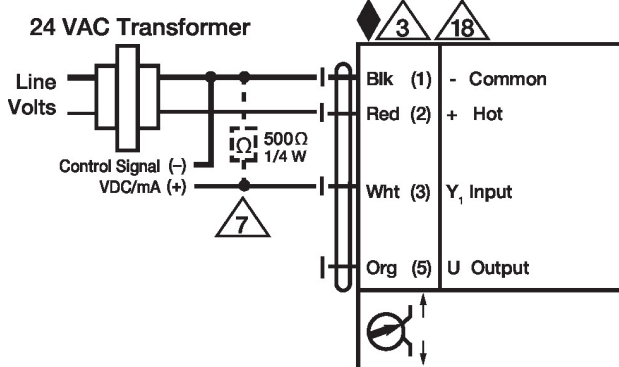 24 VAC Transformer
3
18
Line
Volts
Blk (1) - Common
Red (2) + Hot
Ω
500Ω
1/4 W
Control Signal (–)
VDC/mA (+)
Wht (3) Y₁ Input
7
Org (5) U Output